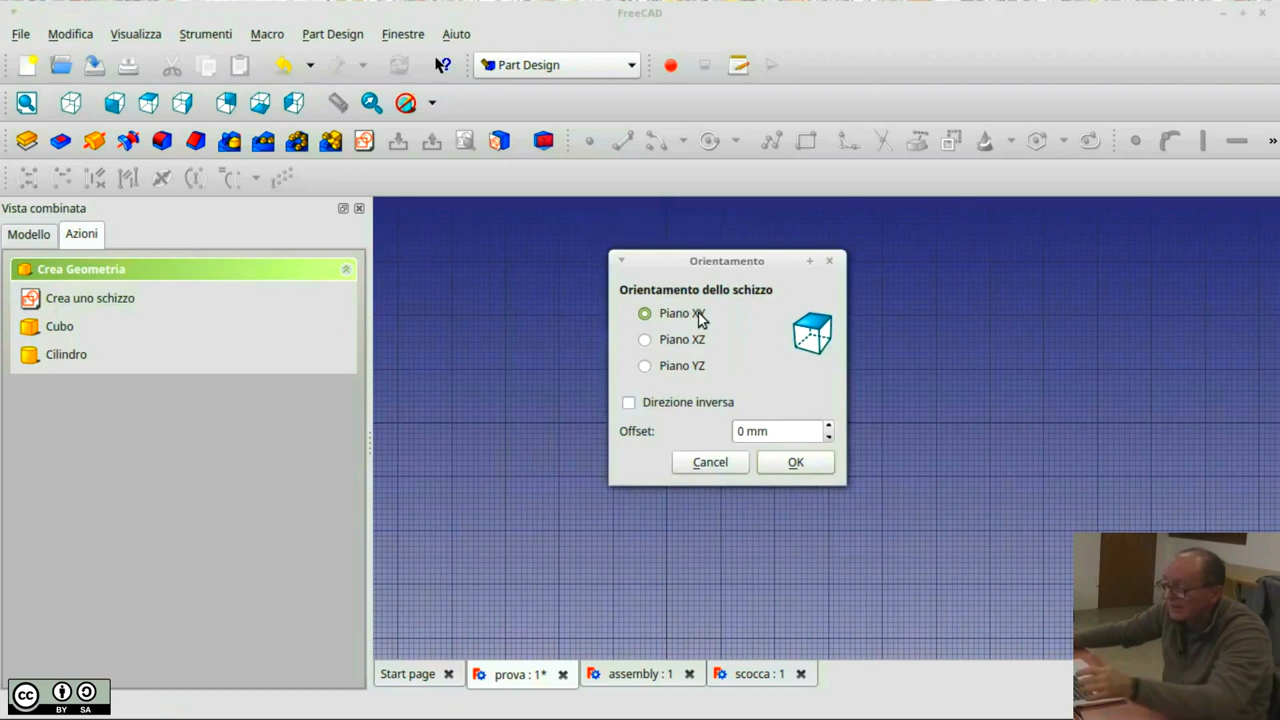 FreeCAD
File Modifica Visualizza Strumenti Macro Part Design Finestre Aiuto
Part Design
»
Vista combinata
Modello Azioni
Crea Geometria
Crea uno schizzo
Cubo
Cilindro
Orientamento
Orientamento dello schizzo
Piano XY
Piano XZ
Piano YZ
Direzione inversa
Offset: 0 mm
Cancel OK
Start page prova : 1* assembly : 1 scocca : 1
cc
BY SA